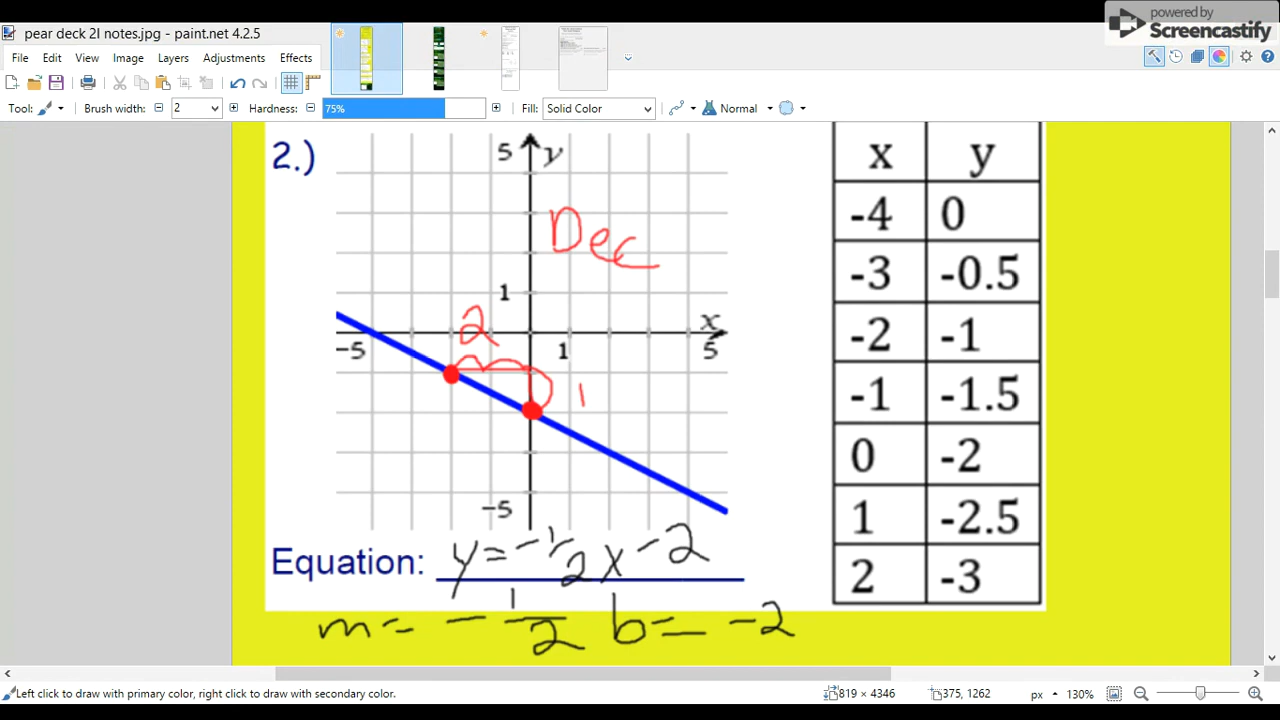 powered by
Screencastify
pear deck 2l notes.jpg - paint.net 4.2.5
File Edit View Image Layers Adjustments Effects
Tool: Brush width: 2 Hardness: 75% Fill: Solid Color Normal
2.)
5 y
Dec
1
2
x
-5 1 5
1
-5
Equation: y = -1/2 x - 2
m = - 1/2 b = -2
x y
-4 0
-3 -0.5
-2 -1
-1 -1.5
0 -2
1 -2.5
2 -3
Left click to draw with primary color, right click to draw with secondary color. 819 × 4346 375, 1262 px 130%